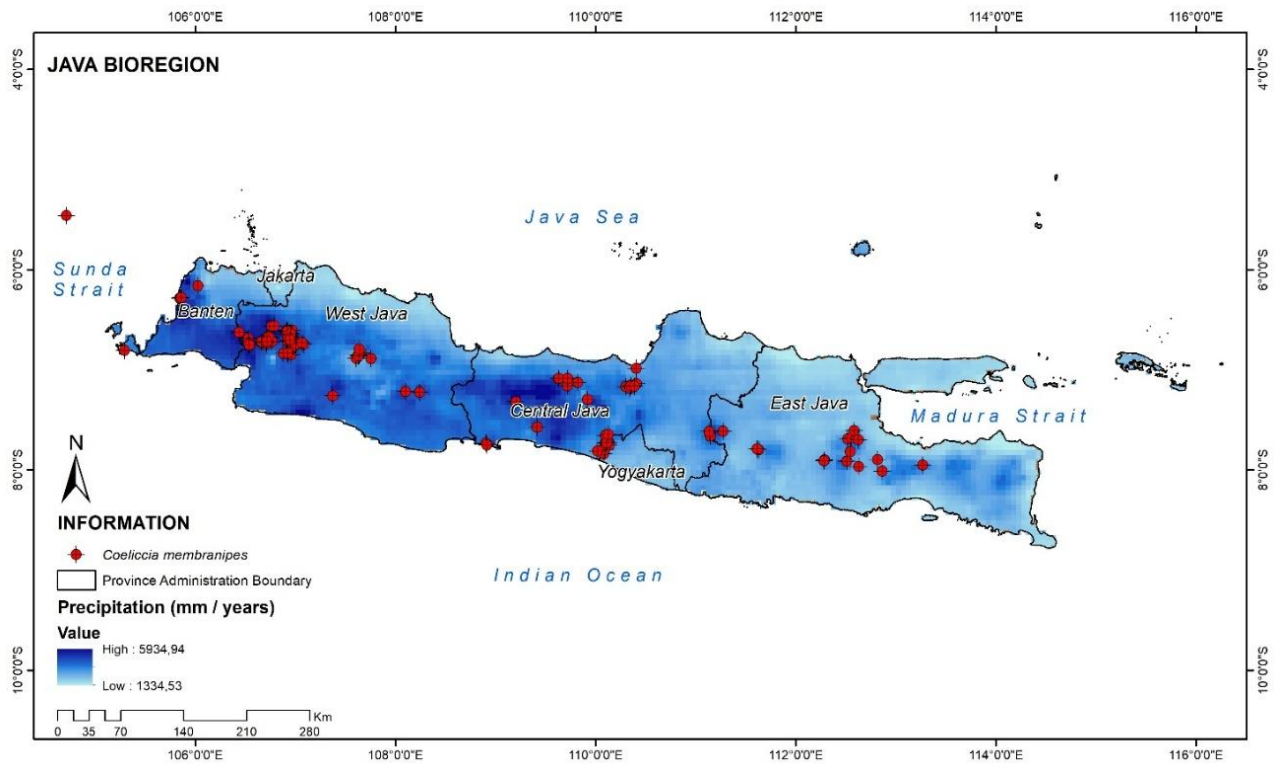 106°0'0"E 108°0'0"E 110°0'0"E 112°0'0"E 114°0'0"E 116°0'0"E
JAVA BIOREGION
4°0'0"S
4°0'0"S
Java Sea
Sunda
Strait
6°0'0"S
6°0'0"S
Jakarta
Banten
West Java
Central Java
East Java
Madura Strait
Yogyakarta
8°0'0"S
8°0'0"S
N
INFORMATION
Coeliccia membranipes
Province Administration Boundary
Indian Ocean
Precipitation (mm / years)
Value
High : 5934,94
Low : 1334,53
10°0'0"S
10°0'0"S
Km
0 35 70 140 210 280
106°0'0"E 108°0'0"E 110°0'0"E 112°0'0"E 114°0'0"E 116°0'0"E